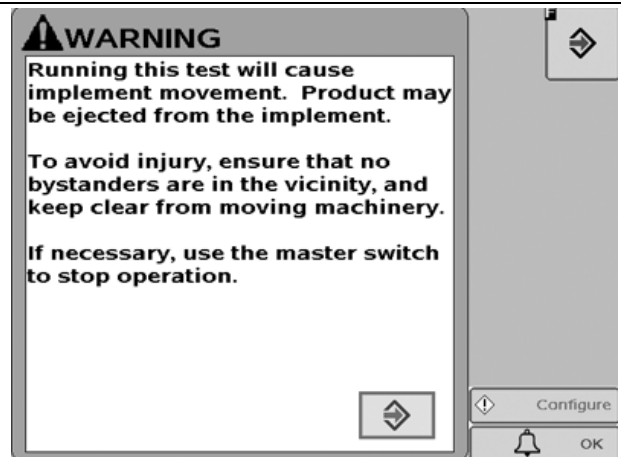 WARNING
Running this test will cause
implement movement. Product may
be ejected from the implement.
To avoid injury, ensure that no
bystanders are in the vicinity, and
keep clear from moving machinery.
If necessary, use the master switch
to stop operation.
Configure
OK